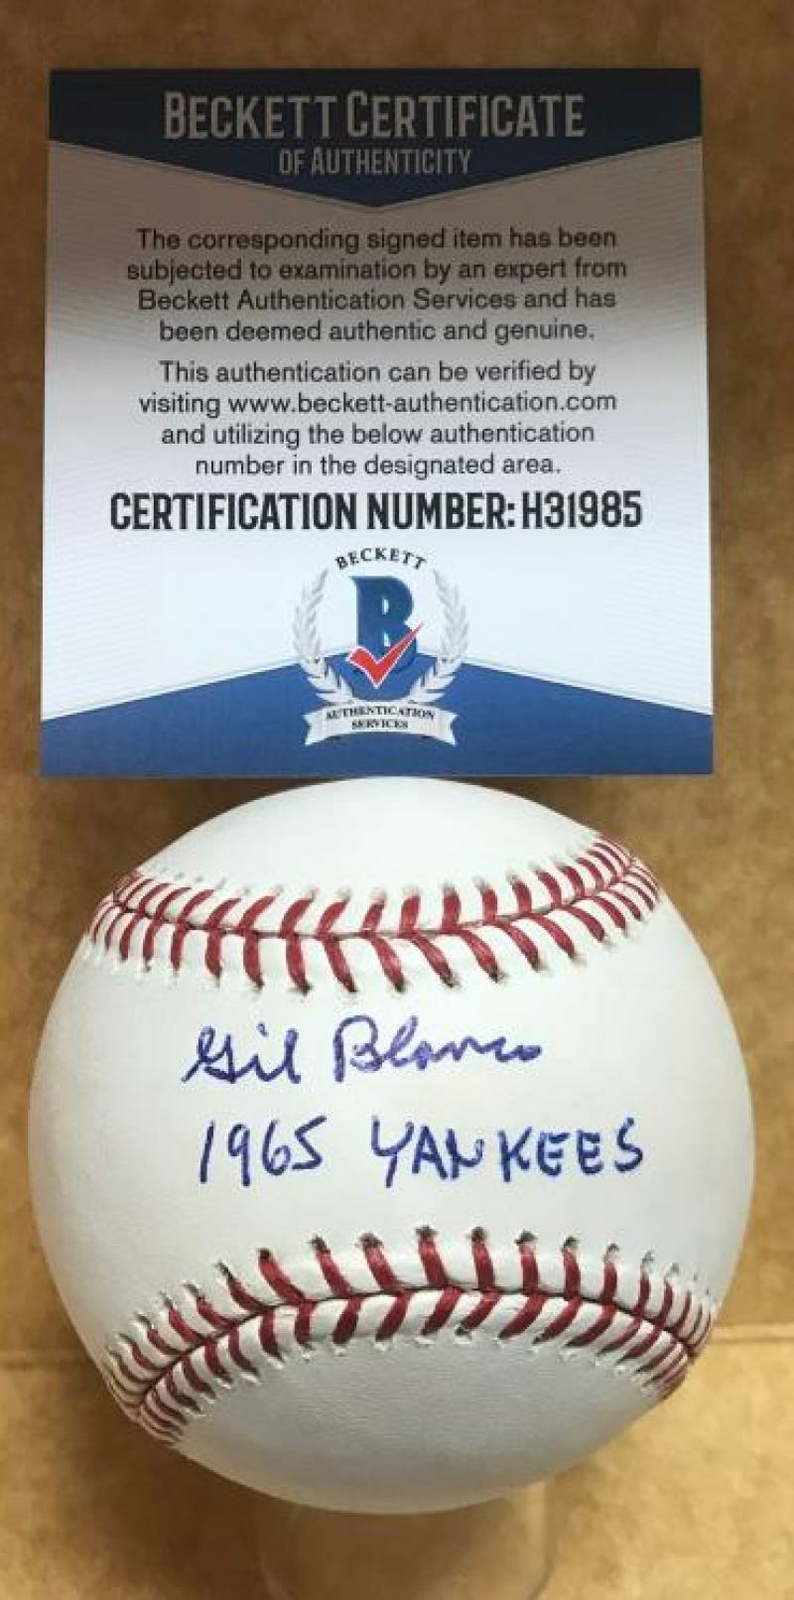 BECKETT CERTIFICATE
OF AUTHENTICITY
The corresponding signed item has been
subjected to examination by an expert from
Beckett Authentication Services and has
been deemed authentic and genuine.
This authentication can be verified by
visiting www.beckett-authentication.com
and utilizing the below authentication
number in the designated area.
CERTIFICATION NUMBER: H31985
BECKETT
B
AUTHENTICATION
SERVICES
Gil Blanco
1965 YANKEES